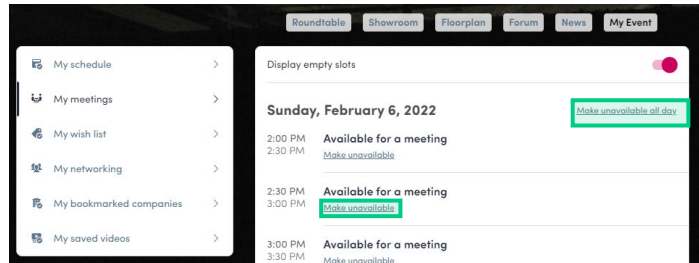 Roundtable Showroom Floorplan Forum News My Event
My schedule
My meetings
My wish list
My networking
My bookmarked companies
My saved videos
Display empty slots
Sunday, February 6, 2022
Make unavailable all day
2:00 PM Available for a meeting
2:30 PM Make unavailable
2:30 PM Available for a meeting
3:00 PM Make unavailable
3:00 PM Available for a meeting
3:30 PM Make unavailable